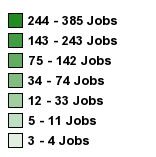 244 - 385 Jobs
143 - 243 Jobs
75 - 142 Jobs
34 - 74 Jobs
12 - 33 Jobs
5 - 11 Jobs
3 - 4 Jobs